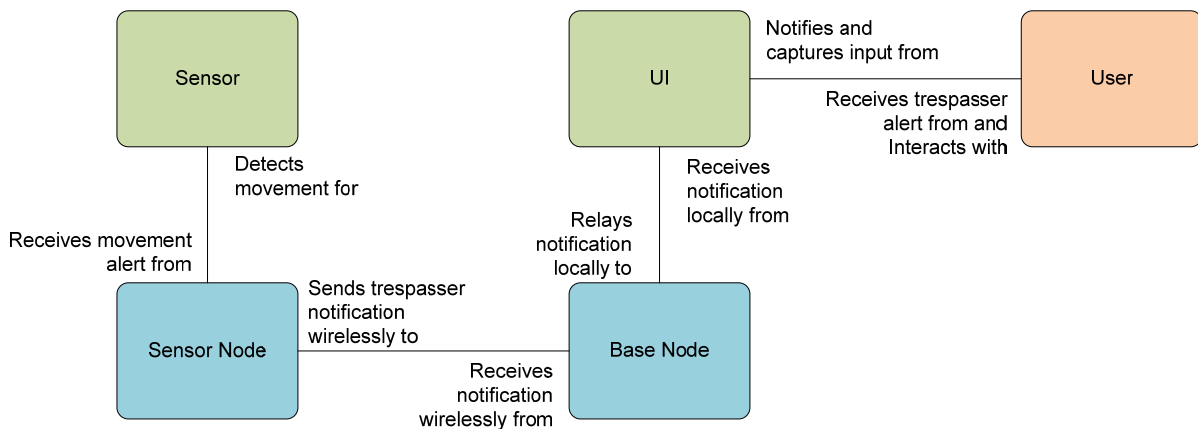 Sensor
UI
User
Notifies and
captures input from
Receives trespasser
alert from and
Interacts with
Detects
movement for
Receives movement
alert from
Receives
notification
locally from
Relays
notification
locally to
Sensor Node
Sends trespasser
notification
wirelessly to
Base Node
Receives
notification
wirelessly from